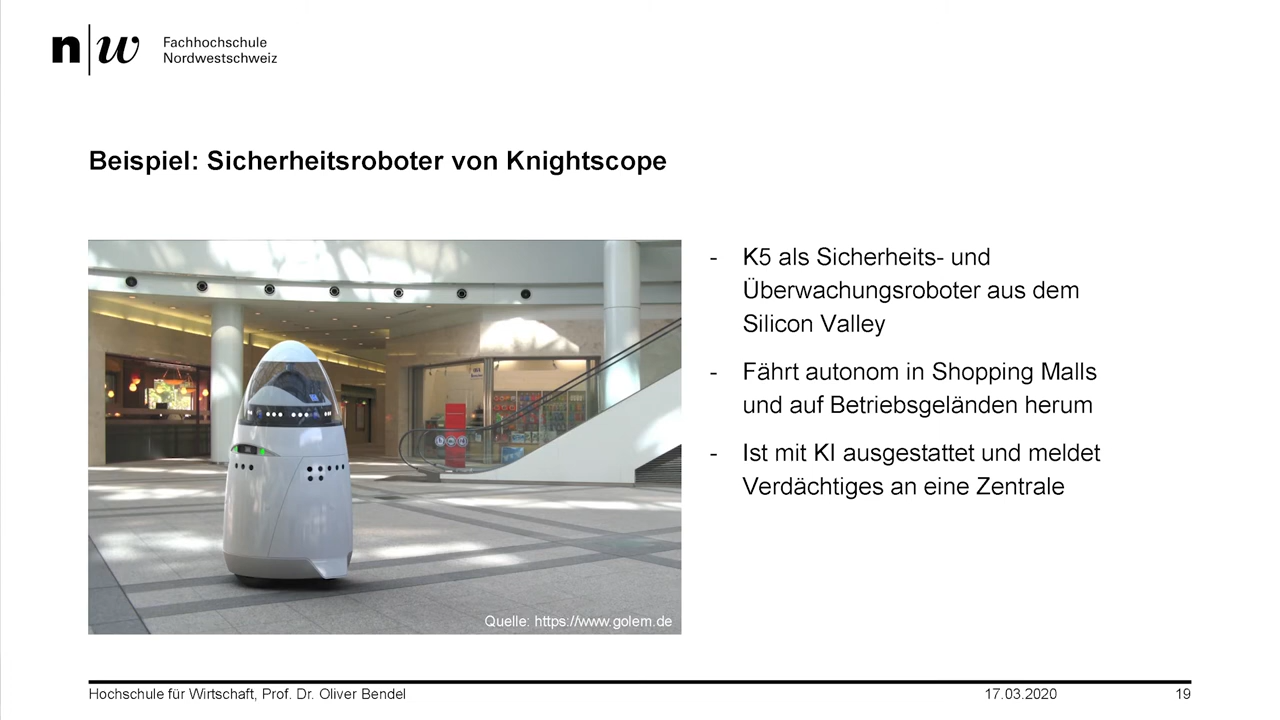 n|w
Fachhochschule
Nordwestschweiz
Beispiel: Sicherheitsroboter von Knightscope
- K5 als Sicherheits- und
Überwachungsroboter aus dem
Silicon Valley
- Fährt autonom in Shopping Malls
und auf Betriebsgeländen herum
- Ist mit KI ausgestattet und meldet
Verdächtiges an eine Zentrale
Quelle: https://www.golem.de
Hochschule für Wirtschaft, Prof. Dr. Oliver Bendel
17.03.2020
19